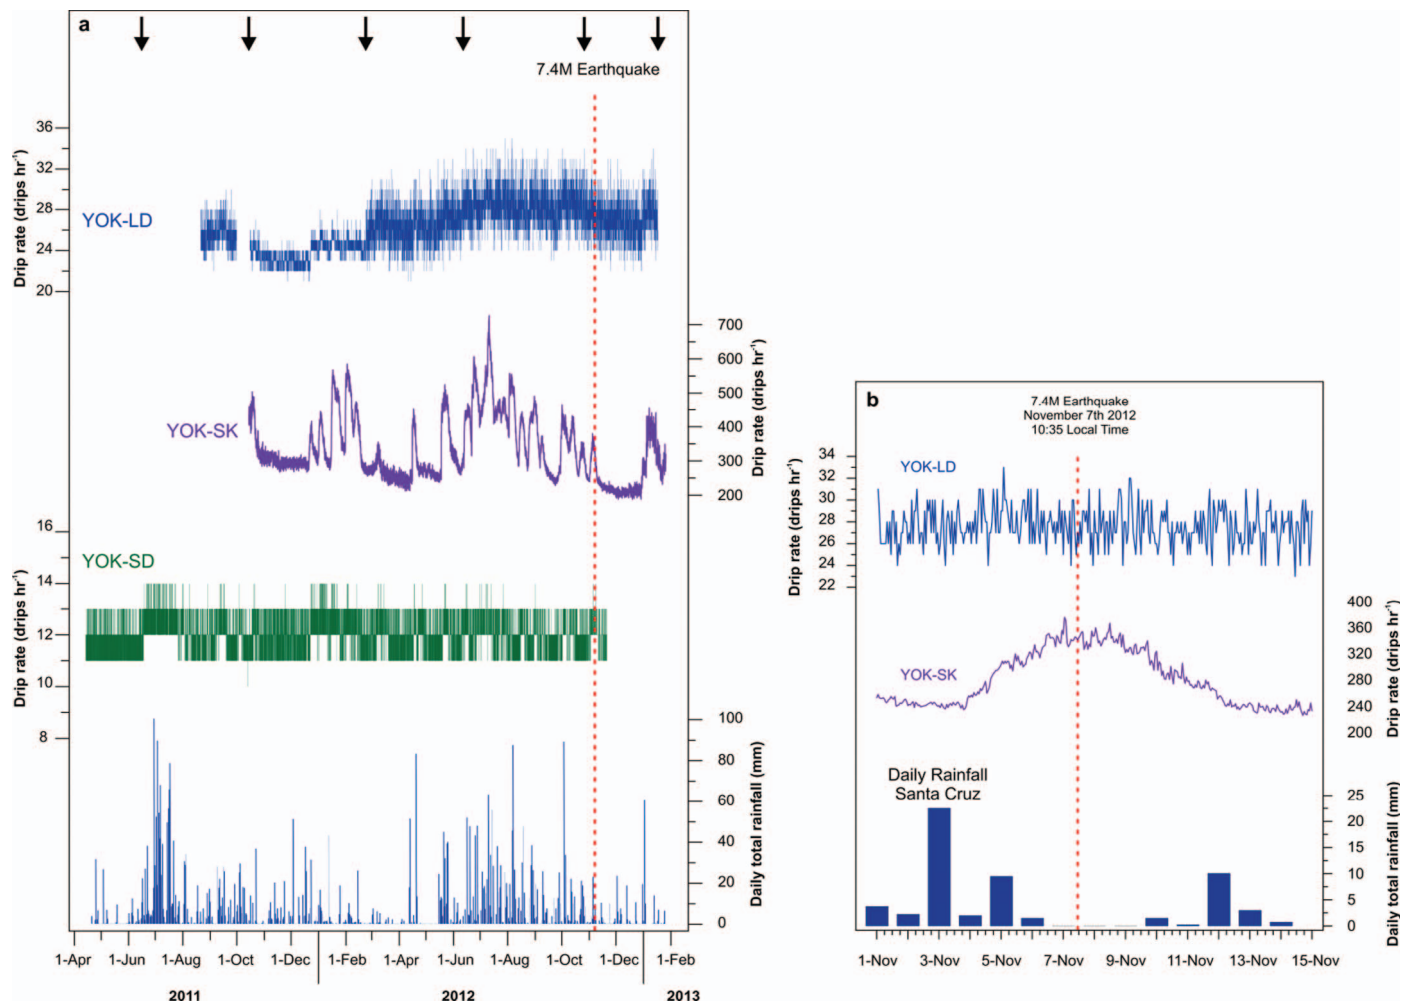 a
7.4M Earthquake
36
32
28
24
20
Drip rate (drips hr-1)
YOK-LD
700
600
500
400
300
200
Drip rate (drips hr-1)
YOK-SK
16
14
12
10
8
Drip rate (drips hr-1)
YOK-SD
100
80
60
40
20
0
Daily total rainfall (mm)
1-Apr 1-Jun 1-Aug 1-Oct 1-Dec 1-Feb 1-Apr 1-Jun 1-Aug 1-Oct 1-Dec 1-Feb
2011 2012 2013
b
7.4M Earthquake
November 7th 2012
10:35 Local Time
34
32
30
28
26
24
22
Drip rate (drips hr-1)
YOK-LD
400
360
320
280
240
200
Drip rate (drips hr-1)
YOK-SK
Daily Rainfall
Santa Cruz
25
20
15
10
5
0
Daily total rainfall (mm)
1-Nov 3-Nov 5-Nov 7-Nov 9-Nov 11-Nov 13-Nov 15-Nov